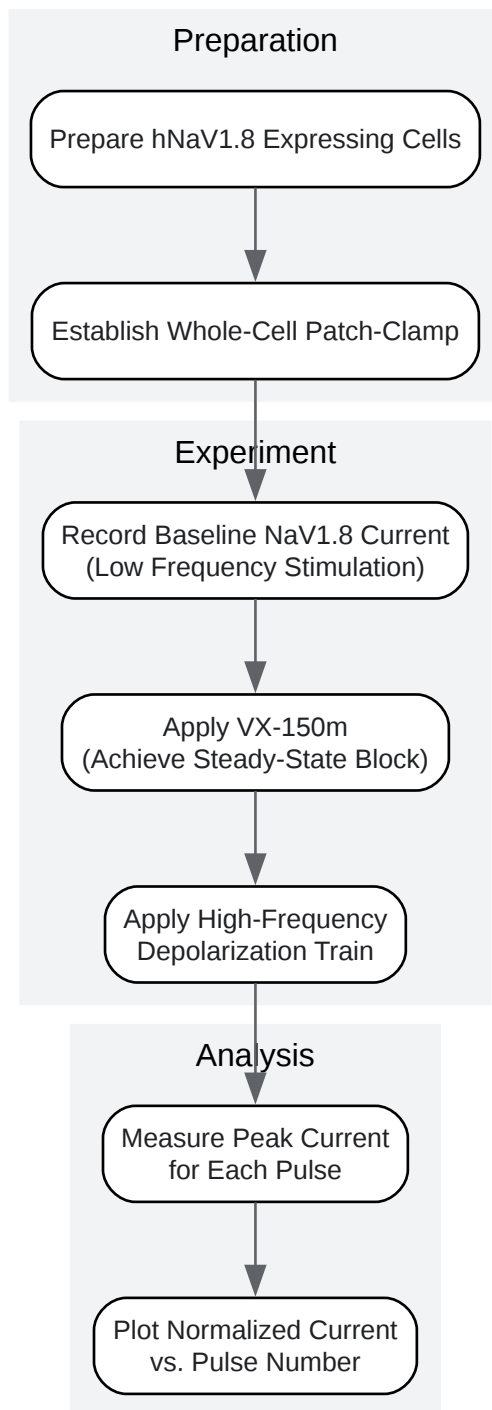 Preparation
Prepare hNaV1.8 Expressing Cells
Establish Whole-Cell Patch-Clamp
Experiment
Record Baseline NaV1.8 Current
(Low Frequency Stimulation)
Apply VX-150m
(Achieve Steady-State Block)
Apply High-Frequency
Depolarization Train
Analysis
Measure Peak Current
for Each Pulse
Plot Normalized Current
vs. Pulse Number